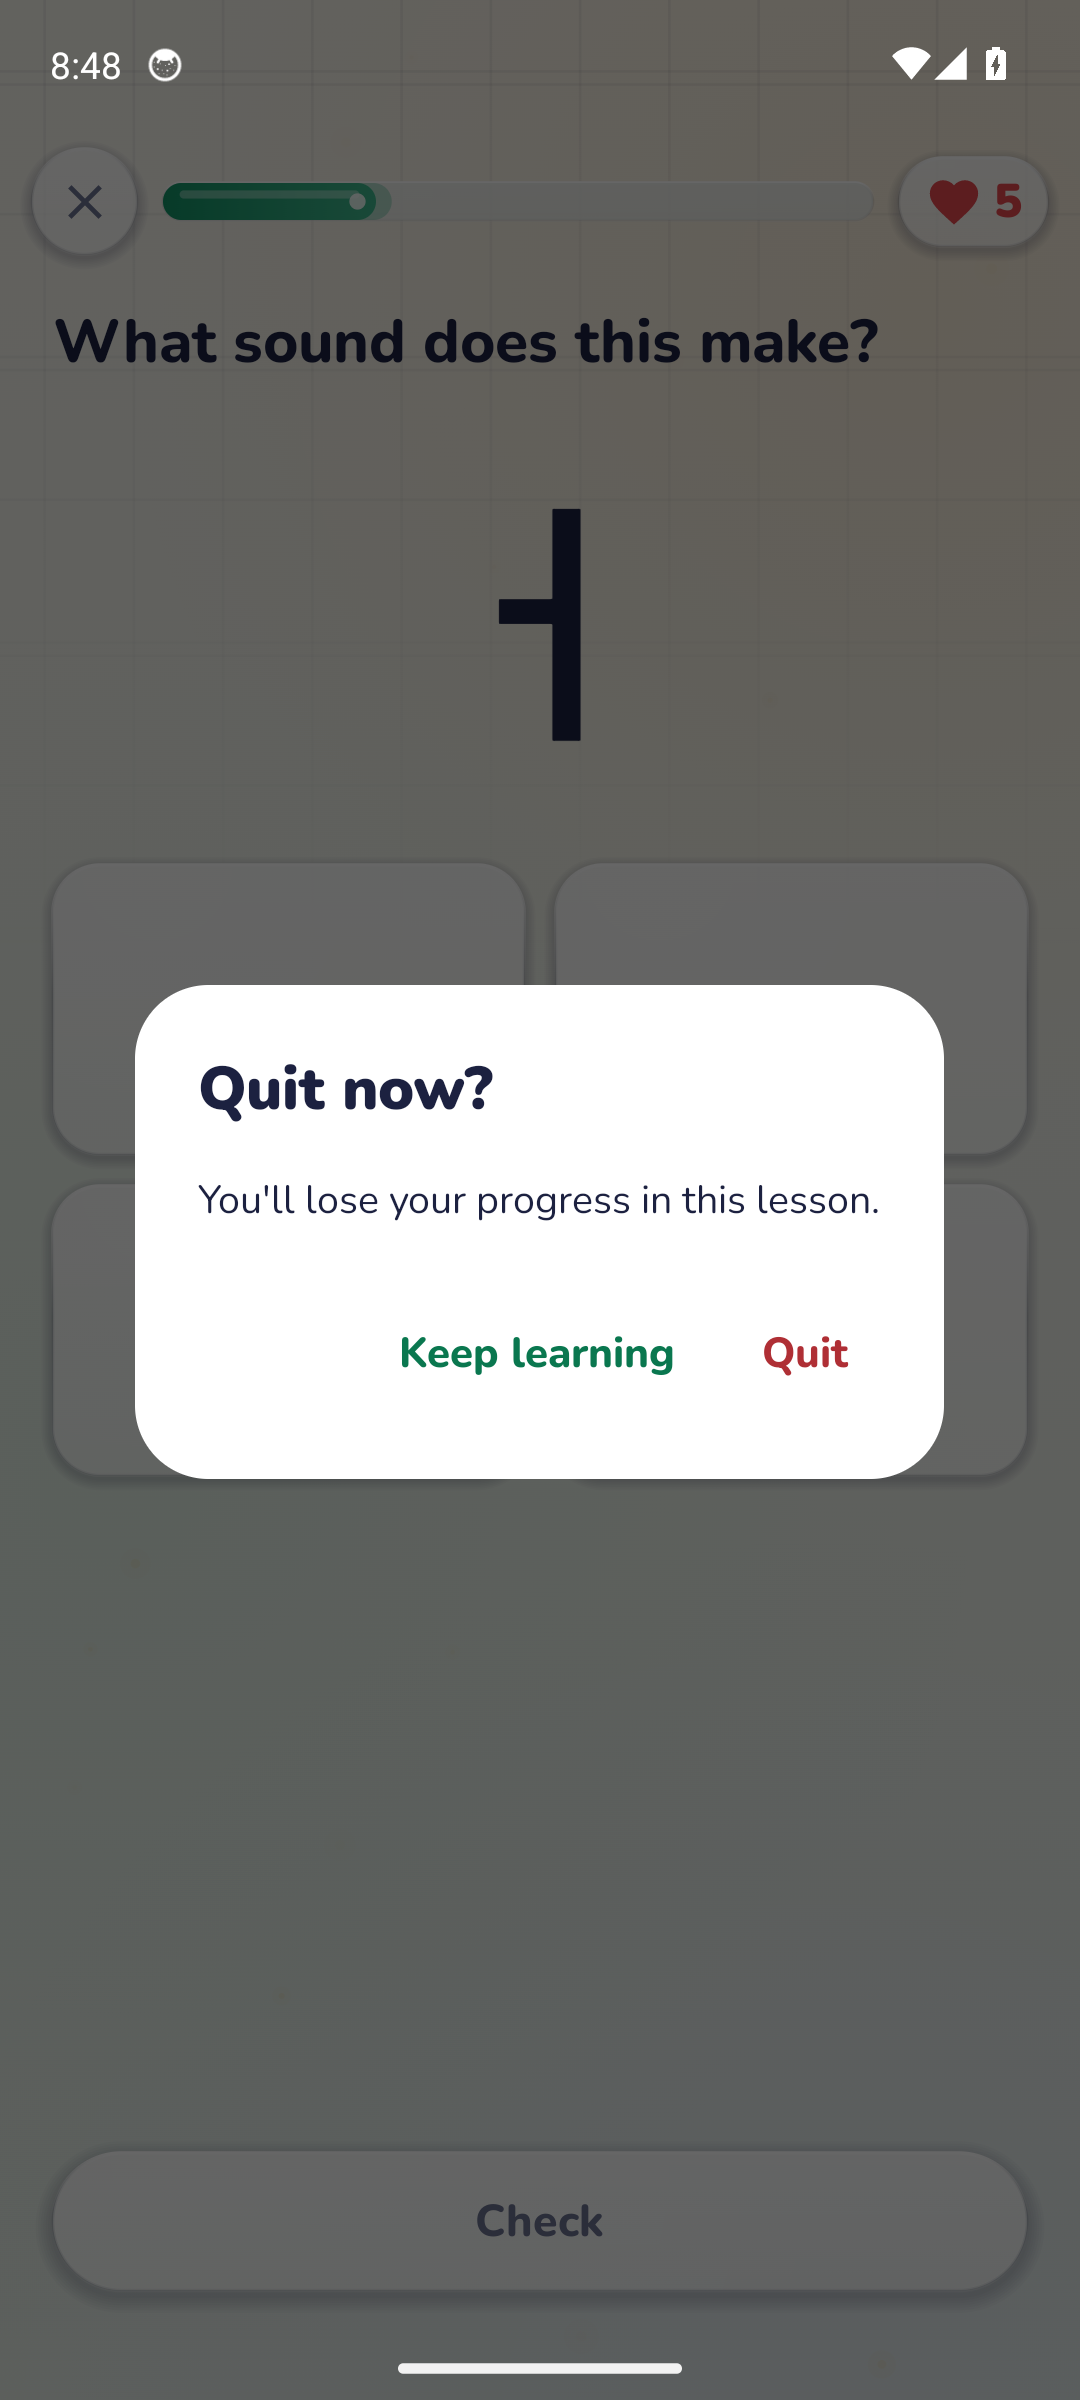 8:48
5
What sound does this make?
ㅓ
Quit now?
You'll lose your progress in this lesson.
Keep learning Quit
Check